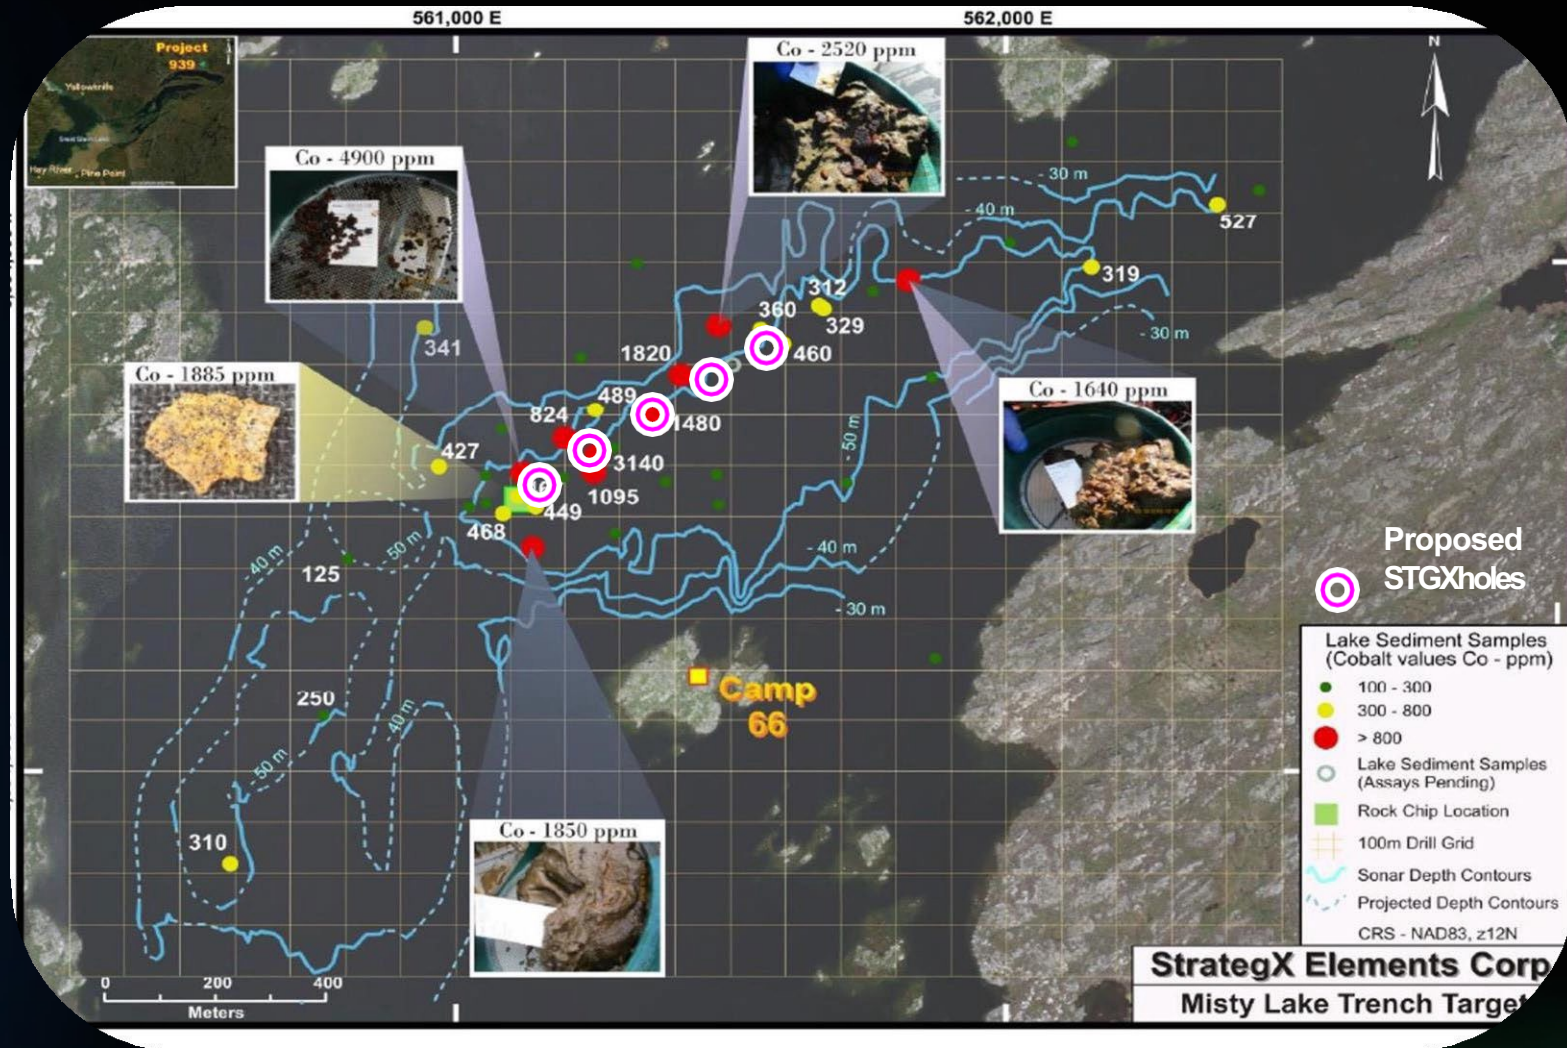 561,000 E
562,000 E
Project
939
Yellowknife
Great Slave Lake
Hay River
Pine Point
N
Co - 2520 ppm
Co - 4900 ppm
- 30 m
- 40 m
527
319
312
329
360
460
- 30 m
341
1820
Co - 1885 ppm
Co - 1640 ppm
489
824
1480
- 50 m
427
3140
1095
449
468
- 40 m
- 50 m
- 40 m
125
- 30 m
Proposed
STGXholes
Lake Sediment Samples
(Cobalt values Co - ppm)
100 - 300
300 - 800
> 800
Lake Sediment Samples
(Assays Pending)
Rock Chip Location
100m Drill Grid
Sonar Depth Contours
Projected Depth Contours
CRS - NAD83, z12N
Camp
66
250
- 40 m
- 50 m
310
Co - 1850 ppm
0 200 400
Meters
StrategX Elements Corp
Misty Lake Trench Target